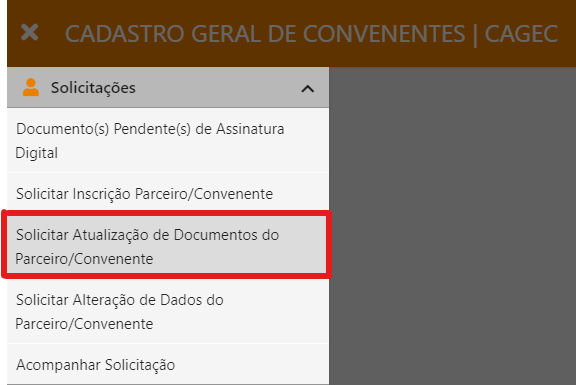 CADASTRO GERAL DE CONVENENTES | CAGEC
Solicitações
Documento(s) Pendente(s) de Assinatura
Digital
Solicitar Inscrição Parceiro/Convenente
Solicitar Atualização de Documentos do
Parceiro/Convenente
Solicitar Alteração de Dados do
Parceiro/Convenente
Acompanhar Solicitação